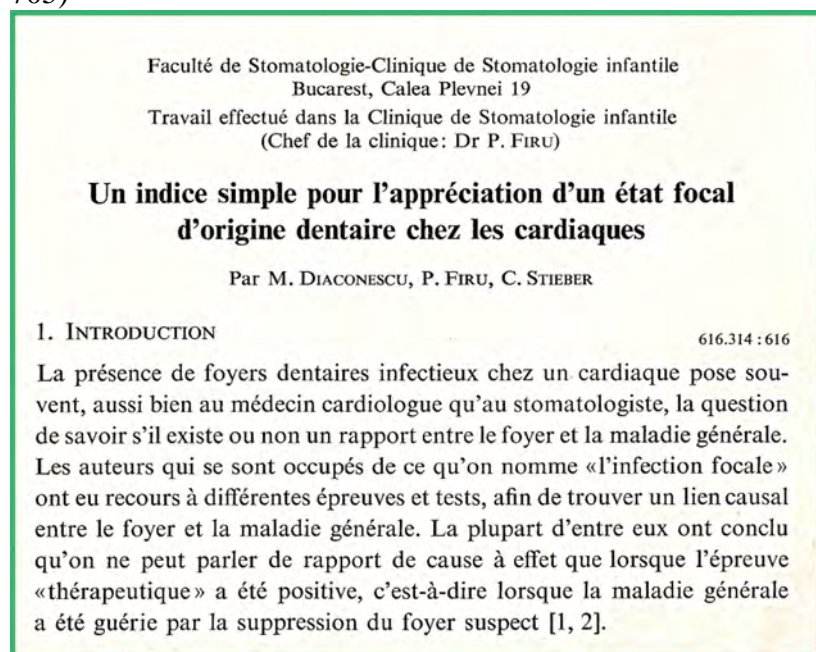 705)
Faculté de Stomatologie-Clinique de Stomatologie infantile
Bucarest, Calea Plevnei 19
Travail effectué dans la Clinique de Stomatologie infantile
(Chef de la clinique: Dr P. FIRU)
Un indice simple pour l'appréciation d'un état focal
d'origine dentaire chez les cardiaques
Par M. DIACONESCU, P. FIRU, C. STIEBER
1. INTRODUCTION
616.314 : 616
La présence de foyers dentaires infectieux chez un cardiaque pose sou-
vent, aussi bien au médecin cardiologue qu'au stomatologiste, la question
de savoir s'il existe ou non un rapport entre le foyer et la maladie générale.
Les auteurs qui se sont occupés de ce qu'on nomme «l'infection focale»
ont eu recours à différentes épreuves et tests, afin de trouver un lien causal
entre le foyer et la maladie générale. La plupart d'entre eux ont conclu
qu'on ne peut parler de rapport de cause à effet que lorsque l'épreuve
«thérapeutique» a été positive, c'est-à-dire lorsque la maladie générale
a été guérie par la suppression du foyer suspect [1, 2].